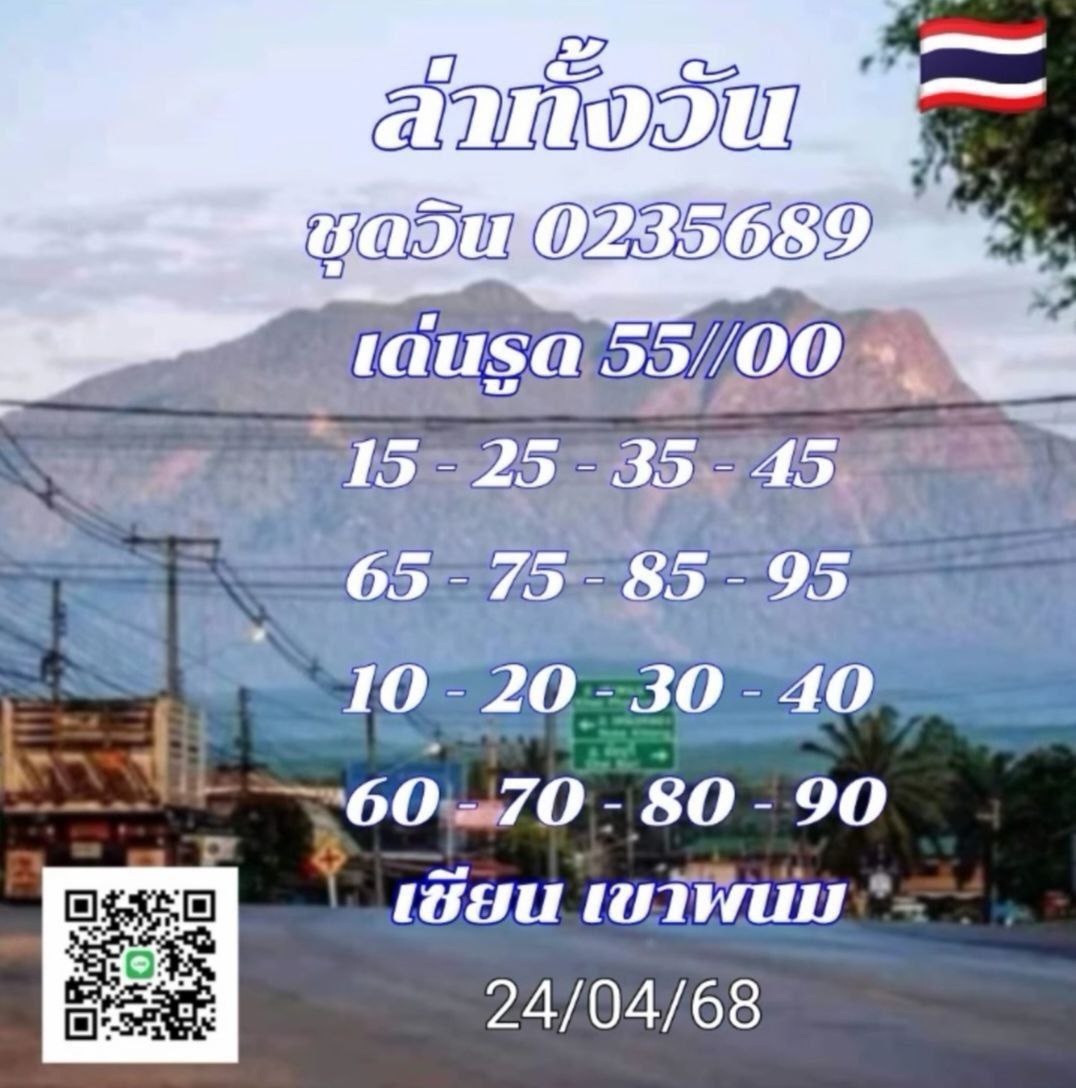 ล่าทั้งวัน
ชุดวิน 0235689
เด่นรูด 55//00
15 - 25 - 35 - 45
65 - 75 - 85 - 95
10 - 20 - 30 - 40
60 - 70 - 80 - 90
เซียน เขาพนม
24/04/68